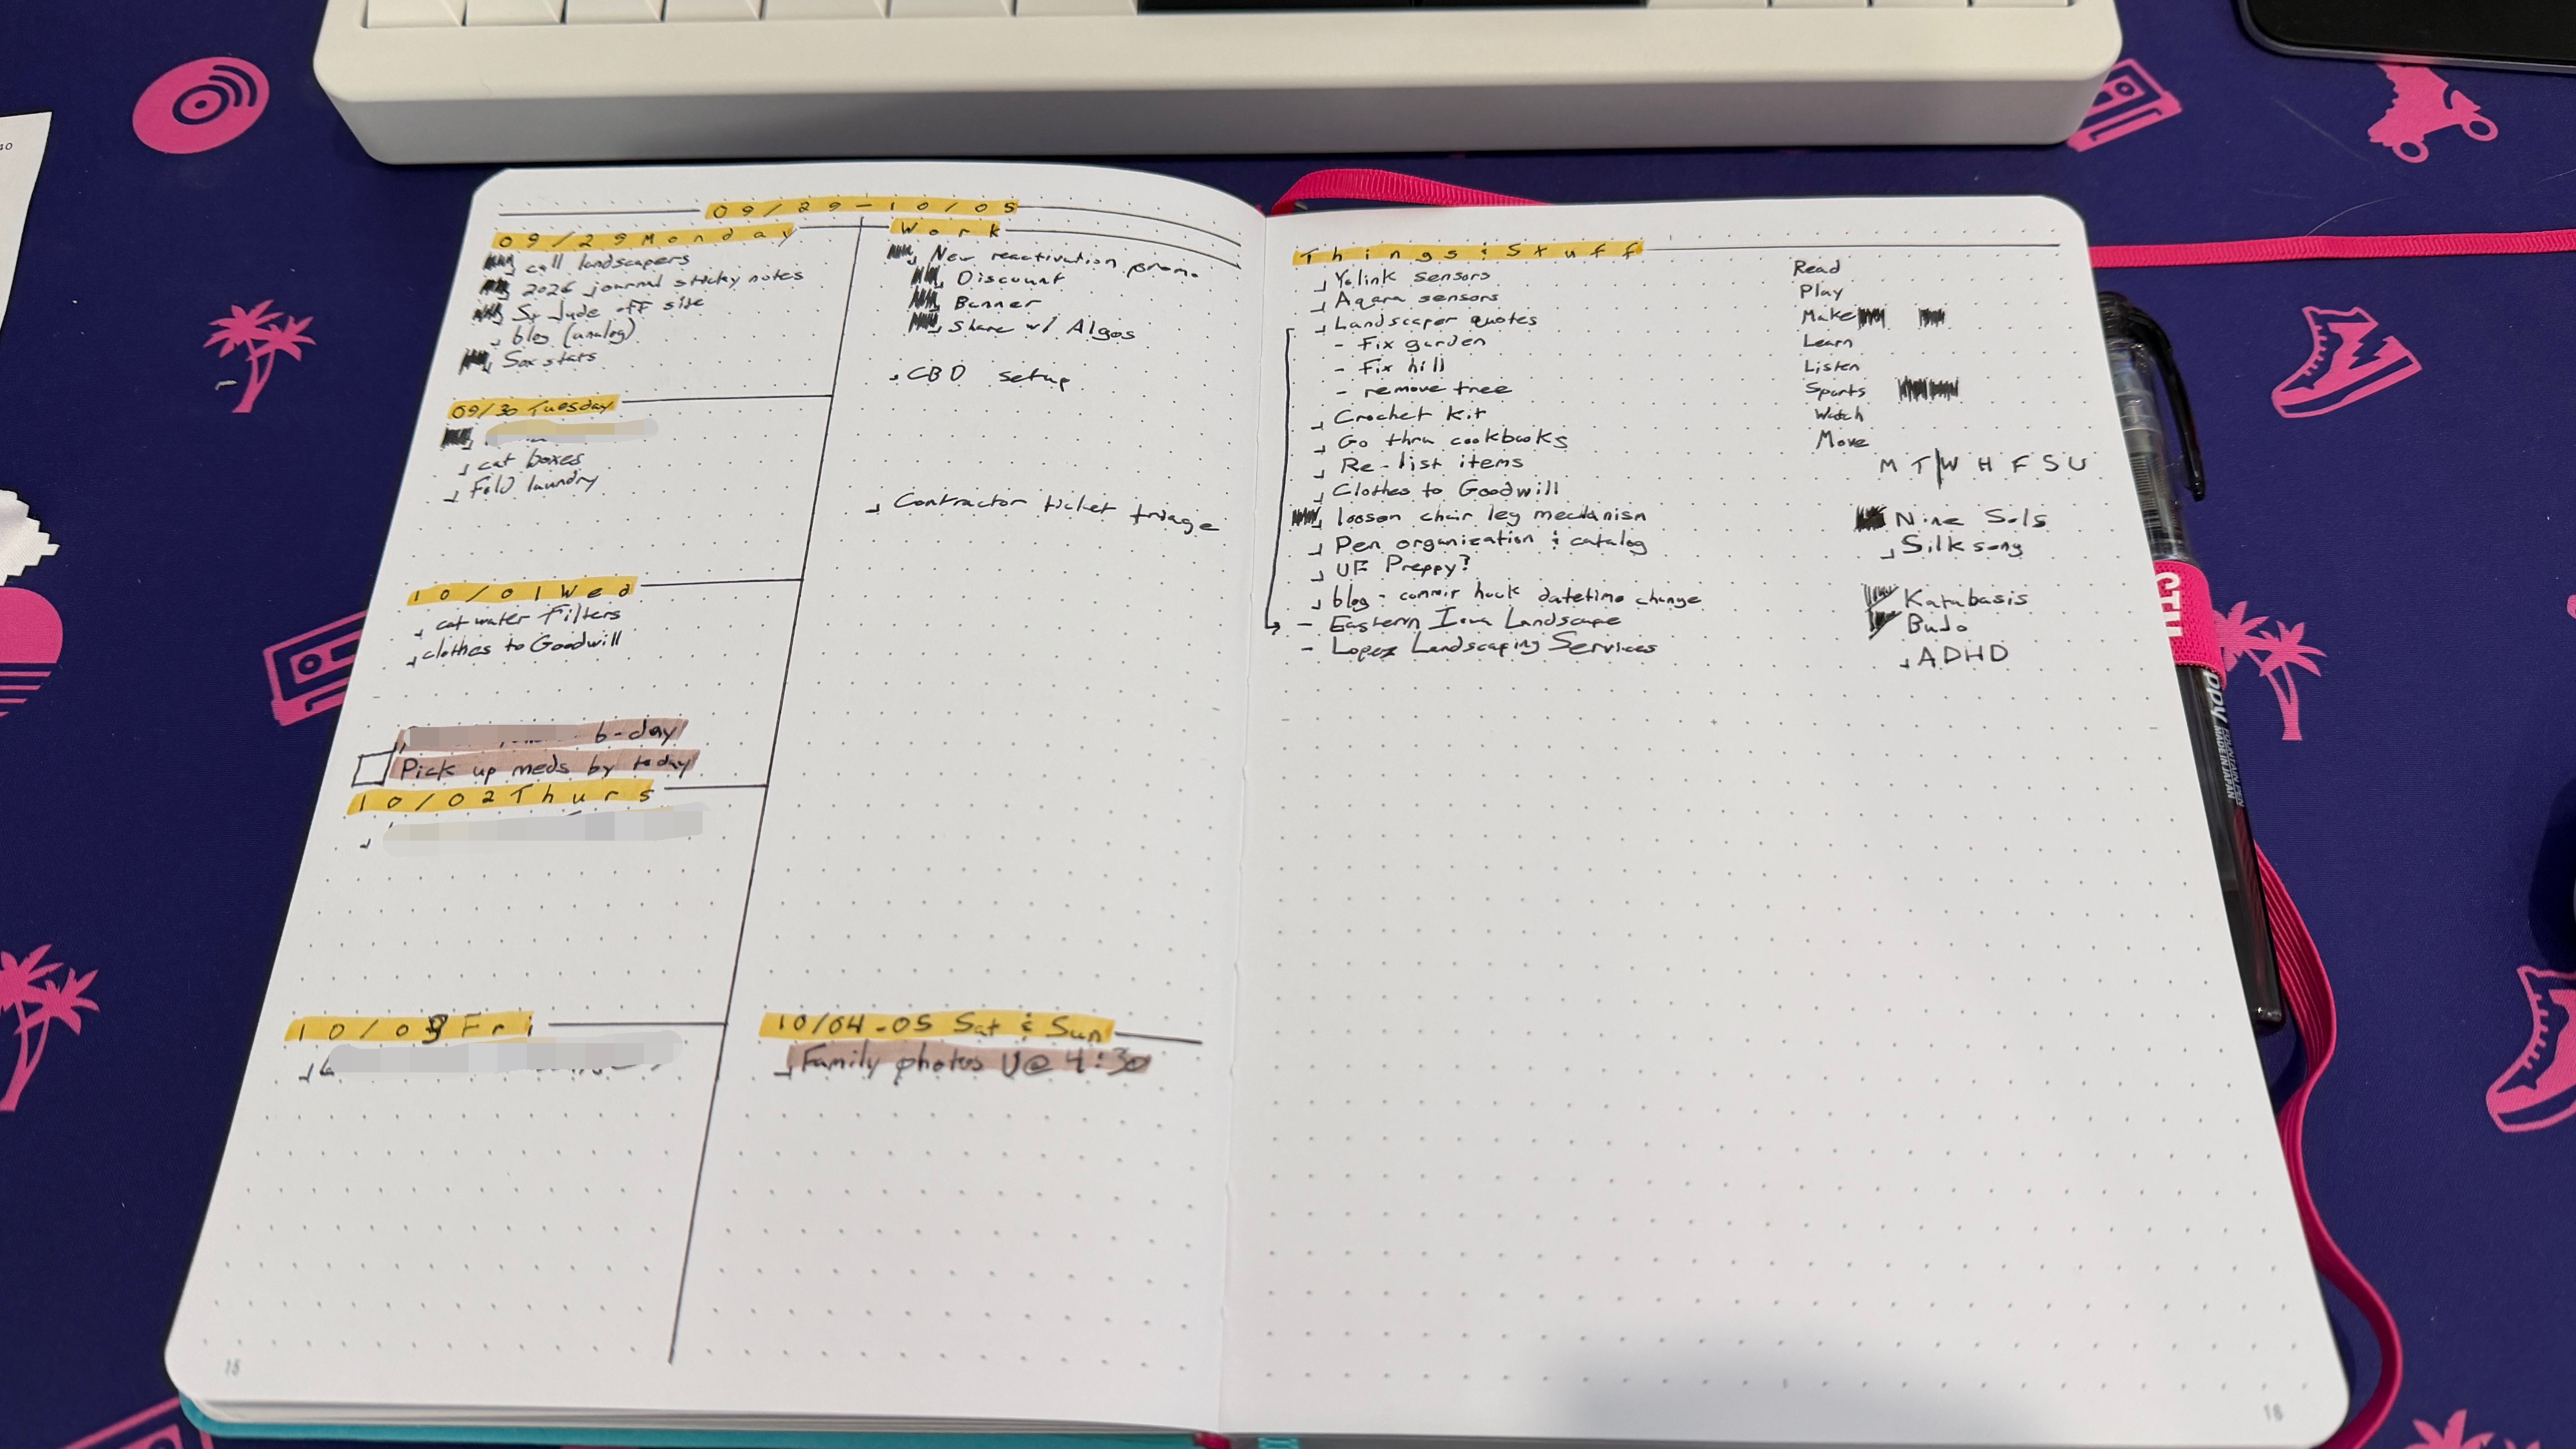 09/29-10/05
09/29 Monday
call landscapers
2026 journal sticky notes
St Jude off site
blog (analog)
Sox stats
09/30 Tuesday
cat boxes
Fold laundry
10/01 Wed
cat water Filters
clothes to Goodwill
b-day
Pick up meds by today
10/02 Thurs
10/03 Fri
Work
New reactivation promo
Discount
Banner
Share w/ Algos
CBD setup
Contractor ticket triage
10/04-05 Sat & Sun
Family photos U@ 4:30
Things & Stuff
Yolink sensors
Aqara sensors
Landscaper quotes
- Fix garden
- Fix hill
- remove tree
Crochet kit
Go thru cookbooks
Re-list items
Clothes to Goodwill
loosen chair leg mechanism
Pen organization & catalog
UF Preppy?
blog - commit hook datetime change
- Eastern Iowa Landscape
- Lopez Landscaping Services
Read
Play
Make
Learn
Listen
Sports
Watch
Move
M T W H F S U
Nine Sols
Silksong
Katabasis
Budo
ADHD
18
18
FOUNTAIN PEN
MADE IN JAPAN